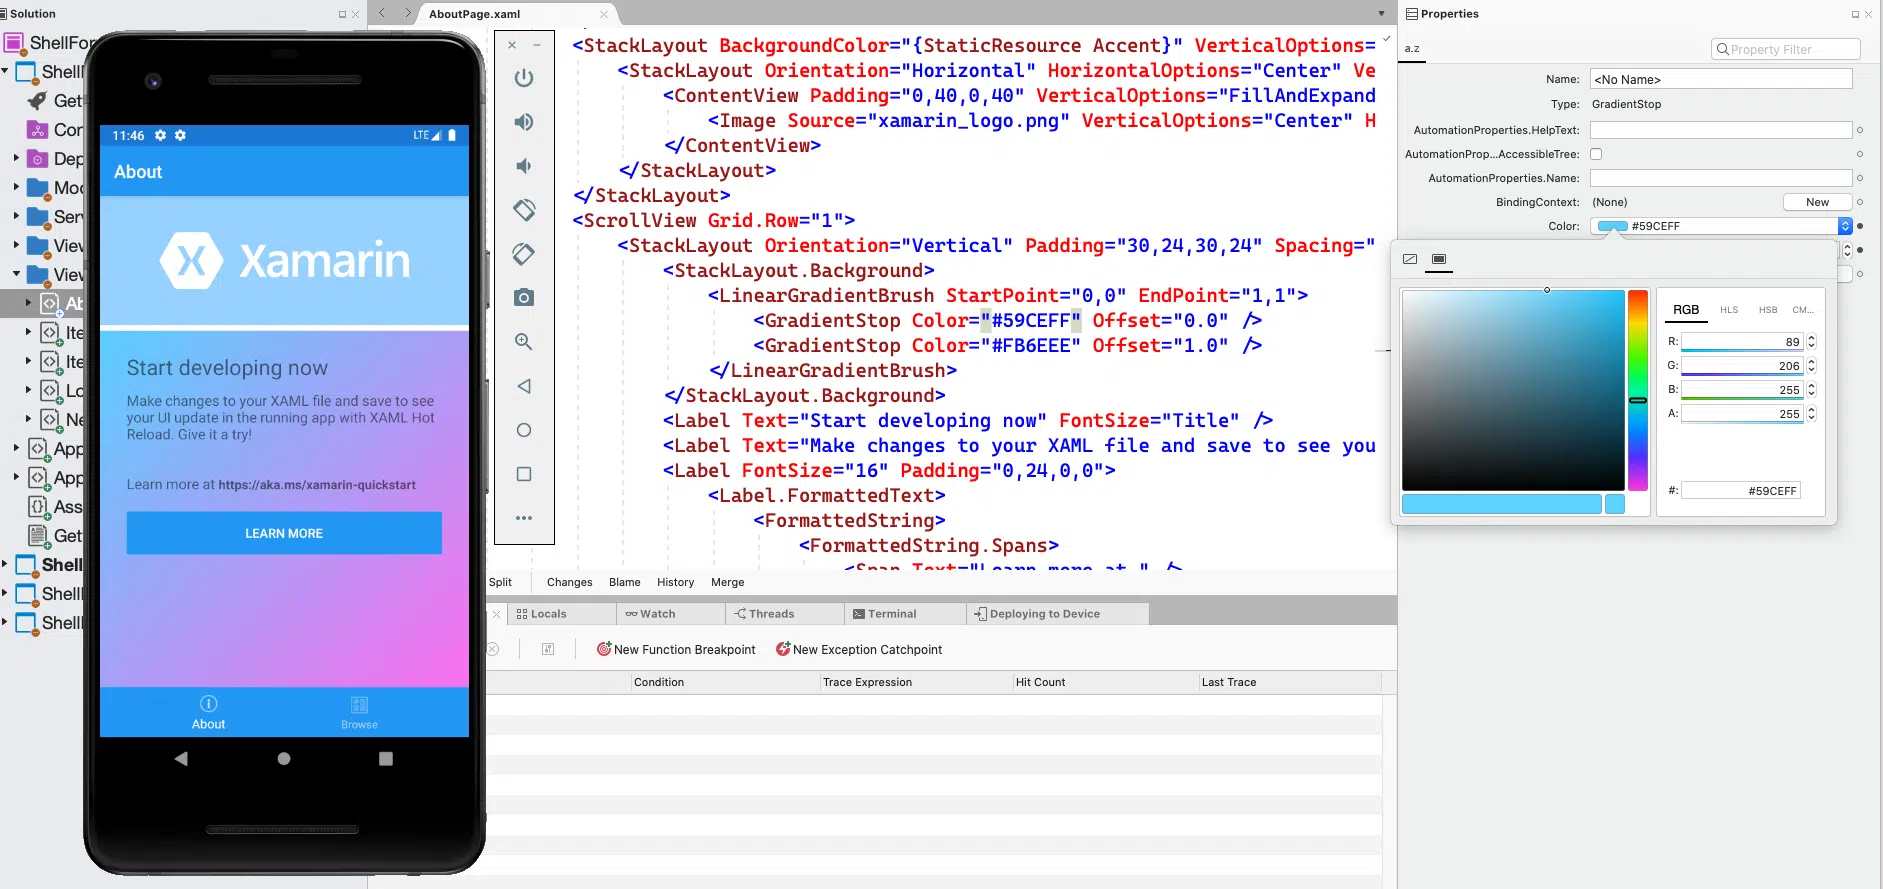 Solution
ShellFor
Shell
Get
Con
Dep
Moc
Serv
View
View
Ab
Ite
Ite
Lo
Ne
App
App
Ass
Get
Shell
Shell
Shell
11:46
LTE
About
Xamarin
Start developing now
Make changes to your XAML file and save to see
your UI update in the running app with XAML Hot
Reload. Give it a try!
Learn more at https://aka.ms/xamarin-quickstart
LEARN MORE
About
Browse
AboutPage.xaml
<StackLayout BackgroundColor="{StaticResource Accent}" VerticalOptions=
<StackLayout Orientation="Horizontal" HorizontalOptions="Center" Ve
<ContentView Padding="0,40,0,40" VerticalOptions="FillAndExpand
<Image Source="xamarin_logo.png" VerticalOptions="Center" H
</ContentView>
</StackLayout>
</StackLayout>
<ScrollView Grid.Row="1">
<StackLayout Orientation="Vertical" Padding="30,24,30,24" Spacing="
<StackLayout.Background>
<LinearGradientBrush StartPoint="0,0" EndPoint="1,1">
<GradientStop Color="#59CEFF" Offset="0.0" />
<GradientStop Color="#FB6EEE" Offset="1.0" />
</LinearGradientBrush>
</StackLayout.Background>
<Label Text="Start developing now" FontSize="Title" />
<Label Text="Make changes to your XAML file and save to see you
<Label FontSize="16" Padding="0,24,0,0">
<Label.FormattedText>
<FormattedString>
<FormattedString.Spans>
<Span Text="Learn more at " />
Split Changes Blame History Merge
Locals Watch Threads Terminal Deploying to Device
New Function Breakpoint New Exception Catchpoint
Condition Trace Expression Hit Count Last Trace
Properties
a.z Property Filter
Name: <No Name>
Type: GradientStop
AutomationProperties.HelpText:
AutomationProp...AccessibleTree:
AutomationProperties.Name:
BindingContext: (None) New
Color: #59CEFF
RGB HLS HSB CM...
R: 89
G: 206
B: 255
A: 255
#: #59CEFF